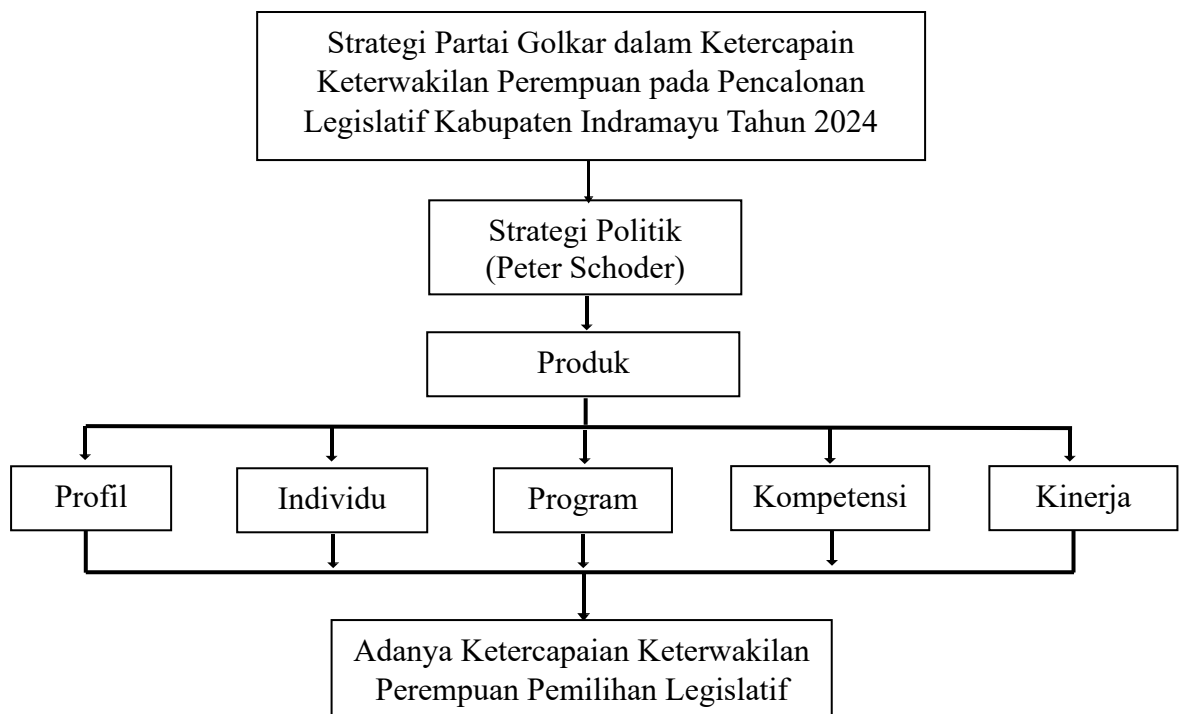 Strategi Partai Golkar dalam Ketercapain
Keterwakilan Perempuan pada Pencalonan
Legislatif Kabupaten Indramayu Tahun 2024
Strategi Politik
(Peter Schoder)
Produk
Profil
Individu
Program
Kompetensi
Kinerja
Adanya Ketercapaian Keterwakilan
Perempuan Pemilihan Legislatif